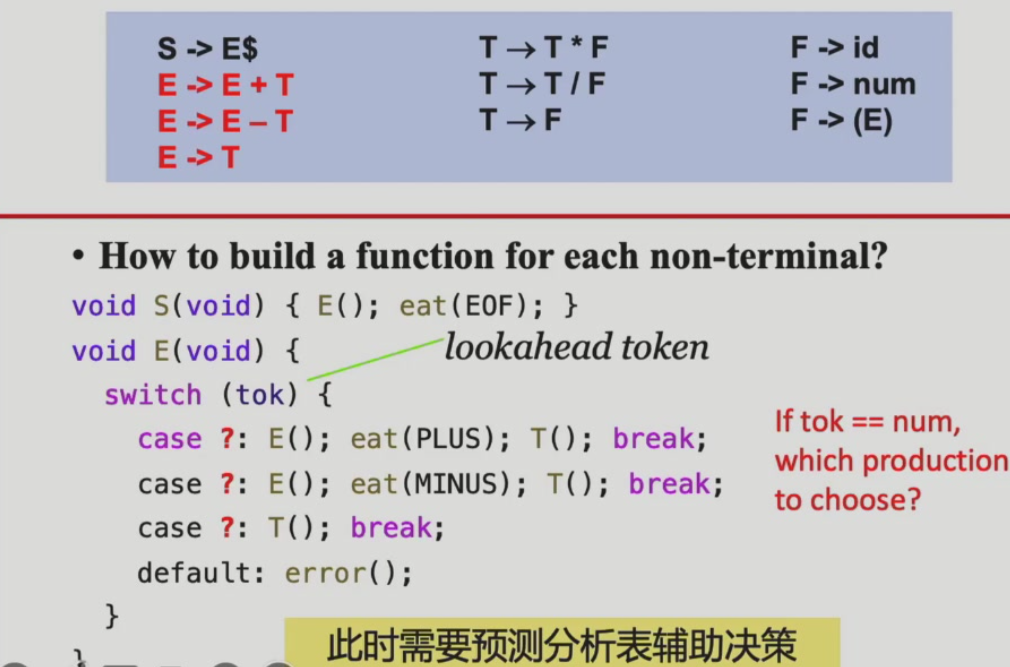 S -> E$
E -> E + T
E -> E – T
E -> T
T → T * F
T → T / F
T → F
F -> id
F -> num
F -> (E)
• How to build a function for each non-terminal?
void S(void) { E(); eat(EOF); }
void E(void) {
lookahead token
switch (tok) {
case ?: E(); eat(PLUS); T(); break;
case ?: E(); eat(MINUS); T(); break;
case ?: T(); break;
default: error();
}
}
If tok == num,
which production
to choose?
此时需要预测分析表辅助决策